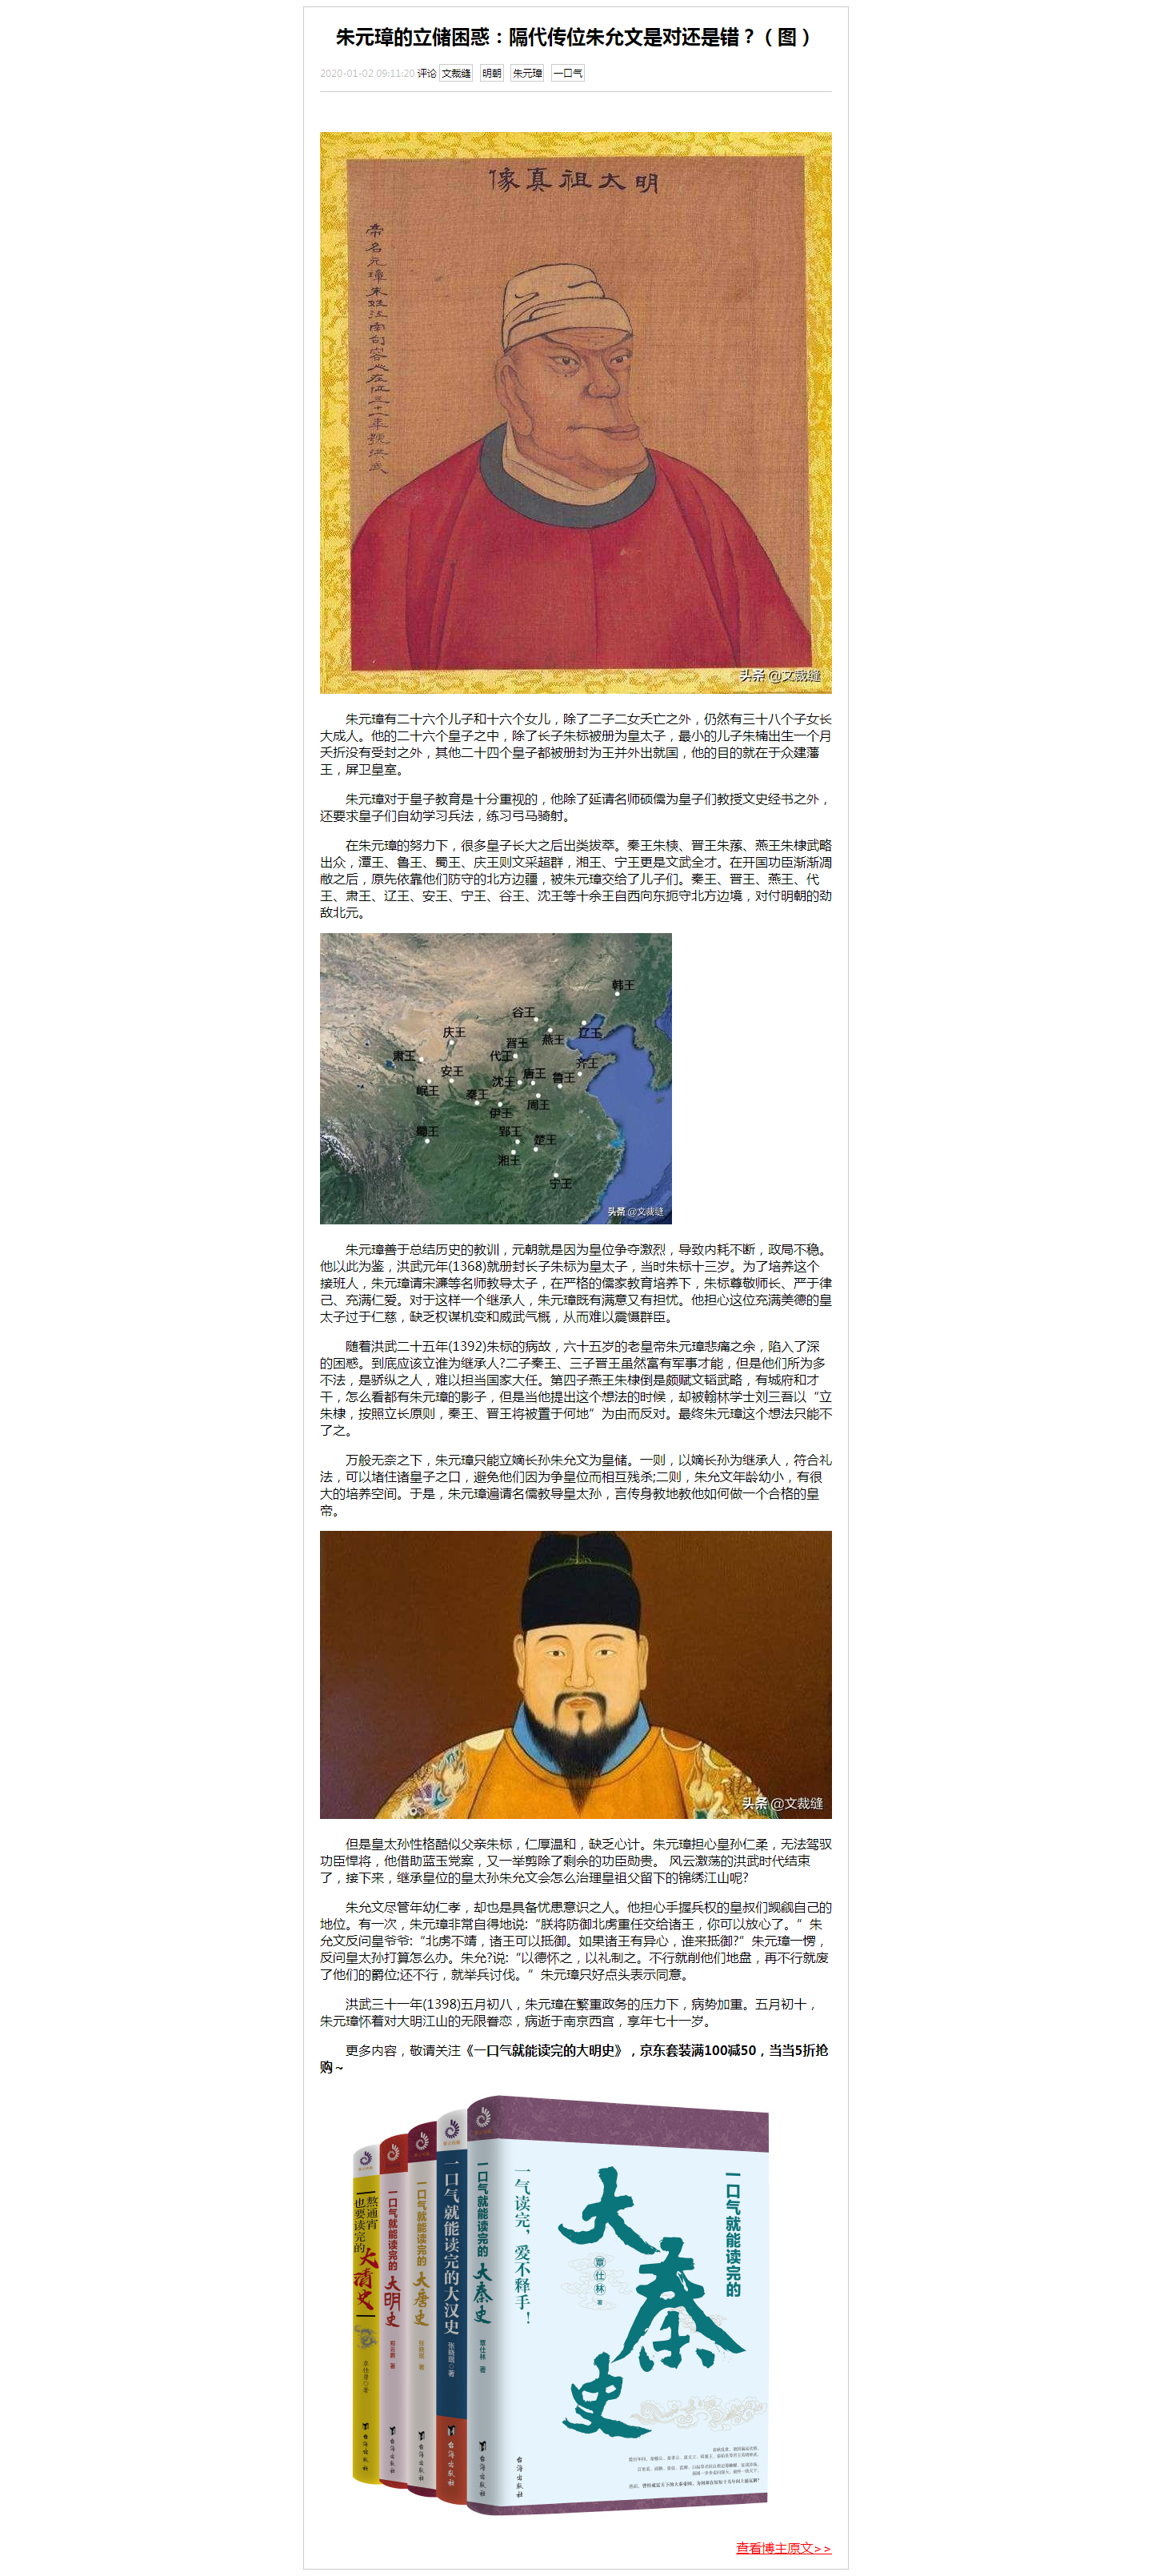 朱元璋的立储困惑：隔代传位朱允文是对还是错？（图）
2020-01-02 09:11:20 评论 文裁缝 明朝 朱元璋 一口气
像真祖太明
帝名元璋朱姓江南句容人在位三十一年號洪武
头条 @文裁缝
朱元璋有二十六个儿子和十六个女儿，除了二子二女夭亡之外，仍然有三十八个子女长
大成人。他的二十六个皇子之中，除了长子朱标被册为皇太子，最小的儿子朱楠出生一个月
夭折没有受封之外，其他二十四个皇子都被册封为王并外出就国，他的目的就在于众建藩
王，屏卫皇室。
朱元璋对于皇子教育是十分重视的，他除了延请名师硕儒为皇子们教授文史经书之外，
还要求皇子们自幼学习兵法，练习弓马骑射。
在朱元璋的努力下，很多皇子长大之后出类拔萃。秦王朱樉、晋王朱㭎、燕王朱棣武略
出众，潭王、鲁王、蜀王、庆王则文采超群，湘王、宁王更是文武全才。在开国功臣渐渐凋
敝之后，原先依靠他们防守的北方边疆，被朱元璋交给了儿子们。秦王、晋王、燕王、代
王、肃王、辽王、安王、宁王、谷王、沈王等十余王自西向东扼守北方边境，对付明朝的劲
敌北元。
韩王
谷王
庆王
晋王
燕王
辽王
肃王
代王
齐王
安王
沈王
唐王
鲁王
岷王
秦王
伊王
周王
蜀王
郢王
楚王
湘王
宁王
头条 @文裁缝
朱元璋善于总结历史的教训，元朝就是因为皇位争夺激烈，导致内耗不断，政局不稳。
他以此为鉴，洪武元年(1368)就册封长子朱标为皇太子，当时朱标十三岁。为了培养这个
接班人，朱元璋请宋濂等名师教导太子，在严格的儒家教育培养下，朱标尊敬师长、严于律
己、充满仁爱。对于这样一个继承人，朱元璋既有满意又有担忧。他担心这位充满美德的皇
太子过于仁慈，缺乏权谋机变和威武气概，从而难以震慑群臣。
随着洪武二十五年(1392)朱标的病故，六十五岁的老皇帝朱元璋悲痛之余，陷入了深
的困惑。到底应该立谁为继承人?二子秦王、三子晋王虽然富有军事才能，但是他们所为多
不法，是骄纵之人，难以担当国家大任。第四子燕王朱棣倒是颇赋文韬武略，有城府和才
干，怎么看都有朱元璋的影子，但是当他提出这个想法的时候，却被翰林学士刘三吾以“立
朱棣，按照立长原则，秦王、晋王将被置于何地”为由而反对。最终朱元璋这个想法只能不
了之。
万般无奈之下，朱元璋只能立嫡长孙朱允文为皇储。一则，以嫡长孙为继承人，符合礼
法，可以堵住诸皇子之口，避免他们因为争皇位而相互残杀;二则，朱允文年龄幼小，有很
大的培养空间。于是，朱元璋遍请名儒教导皇太孙，言传身教地教他如何做一个合格的皇
帝。
头条 @文裁缝
但是皇太孙性格酷似父亲朱标，仁厚温和，缺乏心计。朱元璋担心皇孙仁柔，无法驾驭
功臣悍将，他借助蓝玉党案，又一举剪除了剩余的功臣勋贵。 风云激荡的洪武时代结束
了，接下来，继承皇位的皇太孙朱允文会怎么治理皇祖父留下的锦绣江山呢?
朱允文尽管年幼仁孝，却也是具备忧患意识之人。他担心手握兵权的皇叔们觊觎自己的
地位。有一次，朱元璋非常自得地说:“朕将防御北虏重任交给诸王，你可以放心了。”朱
允文反问皇爷爷:“北虏不靖，诸王可以抵御。如果诸王有异心，谁来抵御?”朱元璋一愣，
反问皇太孙打算怎么办。朱允?说:“以德怀之，以礼制之。不行就削他们地盘，再不行就废
了他们的爵位;还不行，就举兵讨伐。”朱元璋只好点头表示同意。
洪武三十一年(1398)五月初八，朱元璋在繁重政务的压力下，病势加重。五月初十，
朱元璋怀着对大明江山的无限眷恋，病逝于南京西宫，享年七十一岁。
更多内容，敬请关注《一口气就能读完的大明史》，京东套装满100减50，当当5折抢
购～
熬通宵也要读完的大清史
一口气就能读完的大明史
一口气就能读完的大唐史
一口气就能读完的大汉史
张晓珉 著
一口气就能读完的大秦史
覃仕林 著
一气读完，爱不释手！
一口气就能读完的
大秦史
覃仕林 著
台海出版社
台海出版社
台海出版社
台海出版社
台海出版社
台海出版社
查看博主原文>>